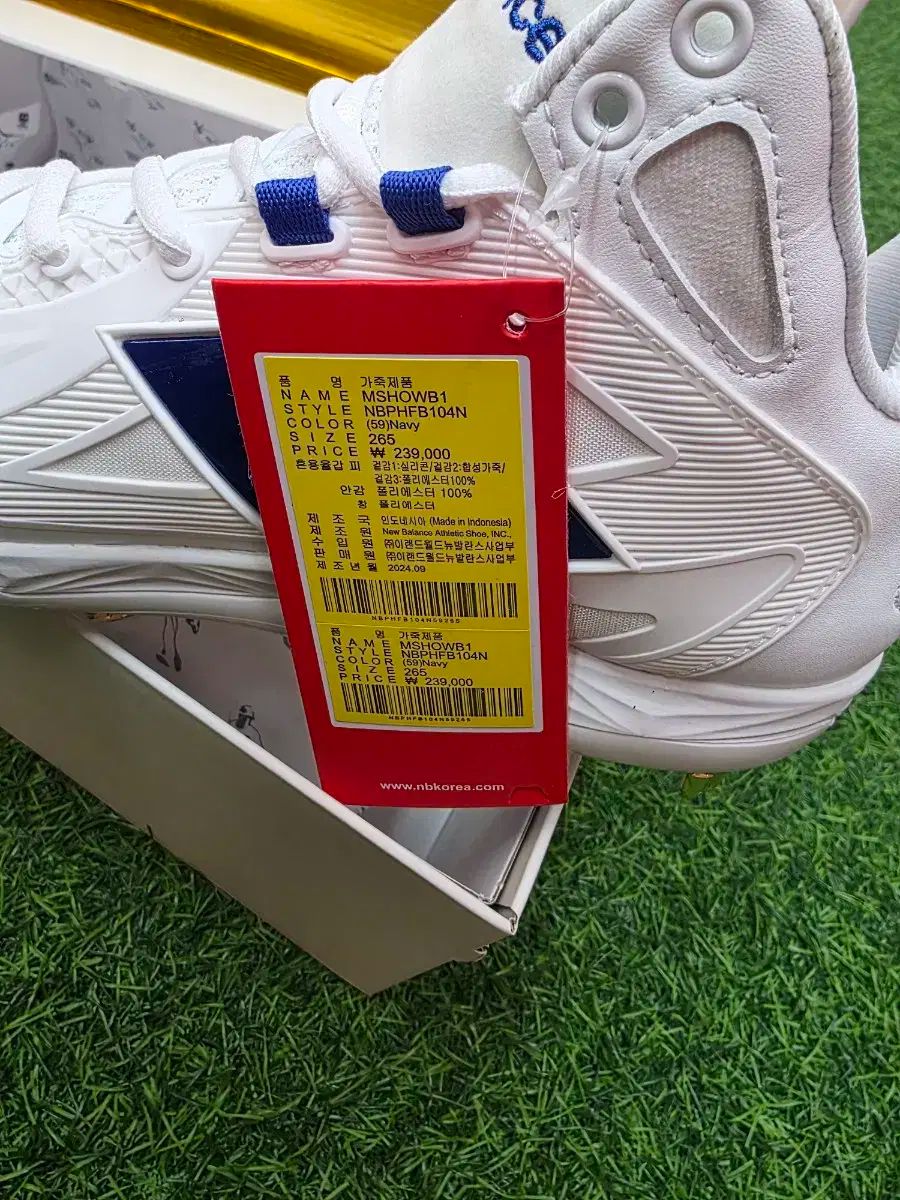 품 명 가죽제품
NAME MSHOWB1
STYLE NBPHFB104N
COLOR (59)Navy
SIZE 265
PRICE ₩ 239,000
혼용율겉피 겉감1:실리콘/겉감2:합성가죽/
겉감3:폴리에스터100%
안감 폴리에스터 100%
창 폴리에스터
제조국 인도네시아 (Made in Indonesia)
제조원 New Balance Athletic Shoe, INC.,
수입원 ㈜이랜드월드뉴발란스사업부
판매원 ㈜이랜드월드뉴발란스사업부
제조년월 2024.09
NBPHFB104N59265
품 명 가죽제품
NAME MSHOWB1
STYLE NBPHFB104N
COLOR (59)Navy
SIZE 265
PRICE ₩ 239,000
NBPHFB104N59265
www.nbkorea.com